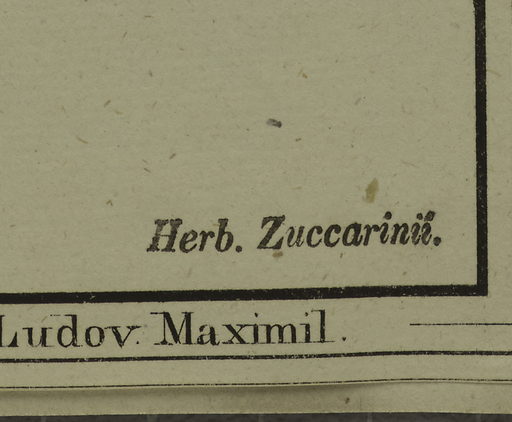 Herb. Zuccarinii.
Ludov. Maximil.